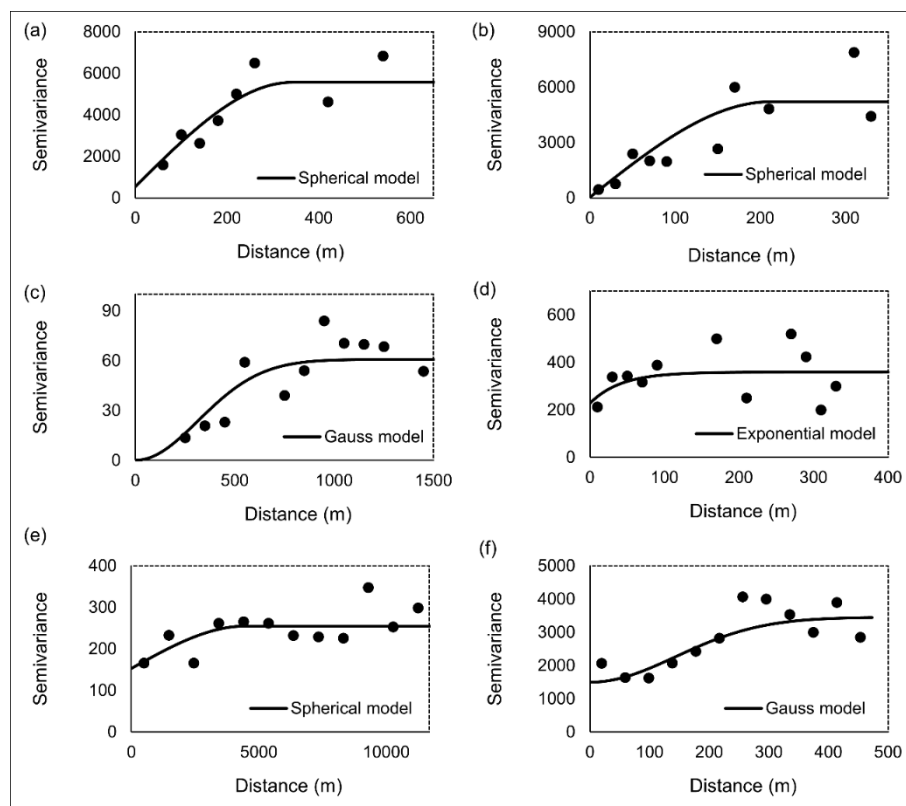 (a)
8000
6000
4000
2000
0
Semivariance
Spherical model
0 200 400 600
Distance (m)
(b)
9000
6000
3000
0
Semivariance
Spherical model
0 100 200 300
Distance (m)
(c)
90
60
30
0
Semivariance
Gauss model
0 500 1000 1500
Distance (m)
(d)
600
400
200
0
Semivariance
Exponential model
0 100 200 300 400
Distance (m)
(e)
400
300
200
100
0
Semivariance
Spherical model
0 5000 10000
Distance (m)
(f)
5000
4000
3000
2000
1000
0
Semivariance
Gauss model
0 100 200 300 400 500
Distance (m)